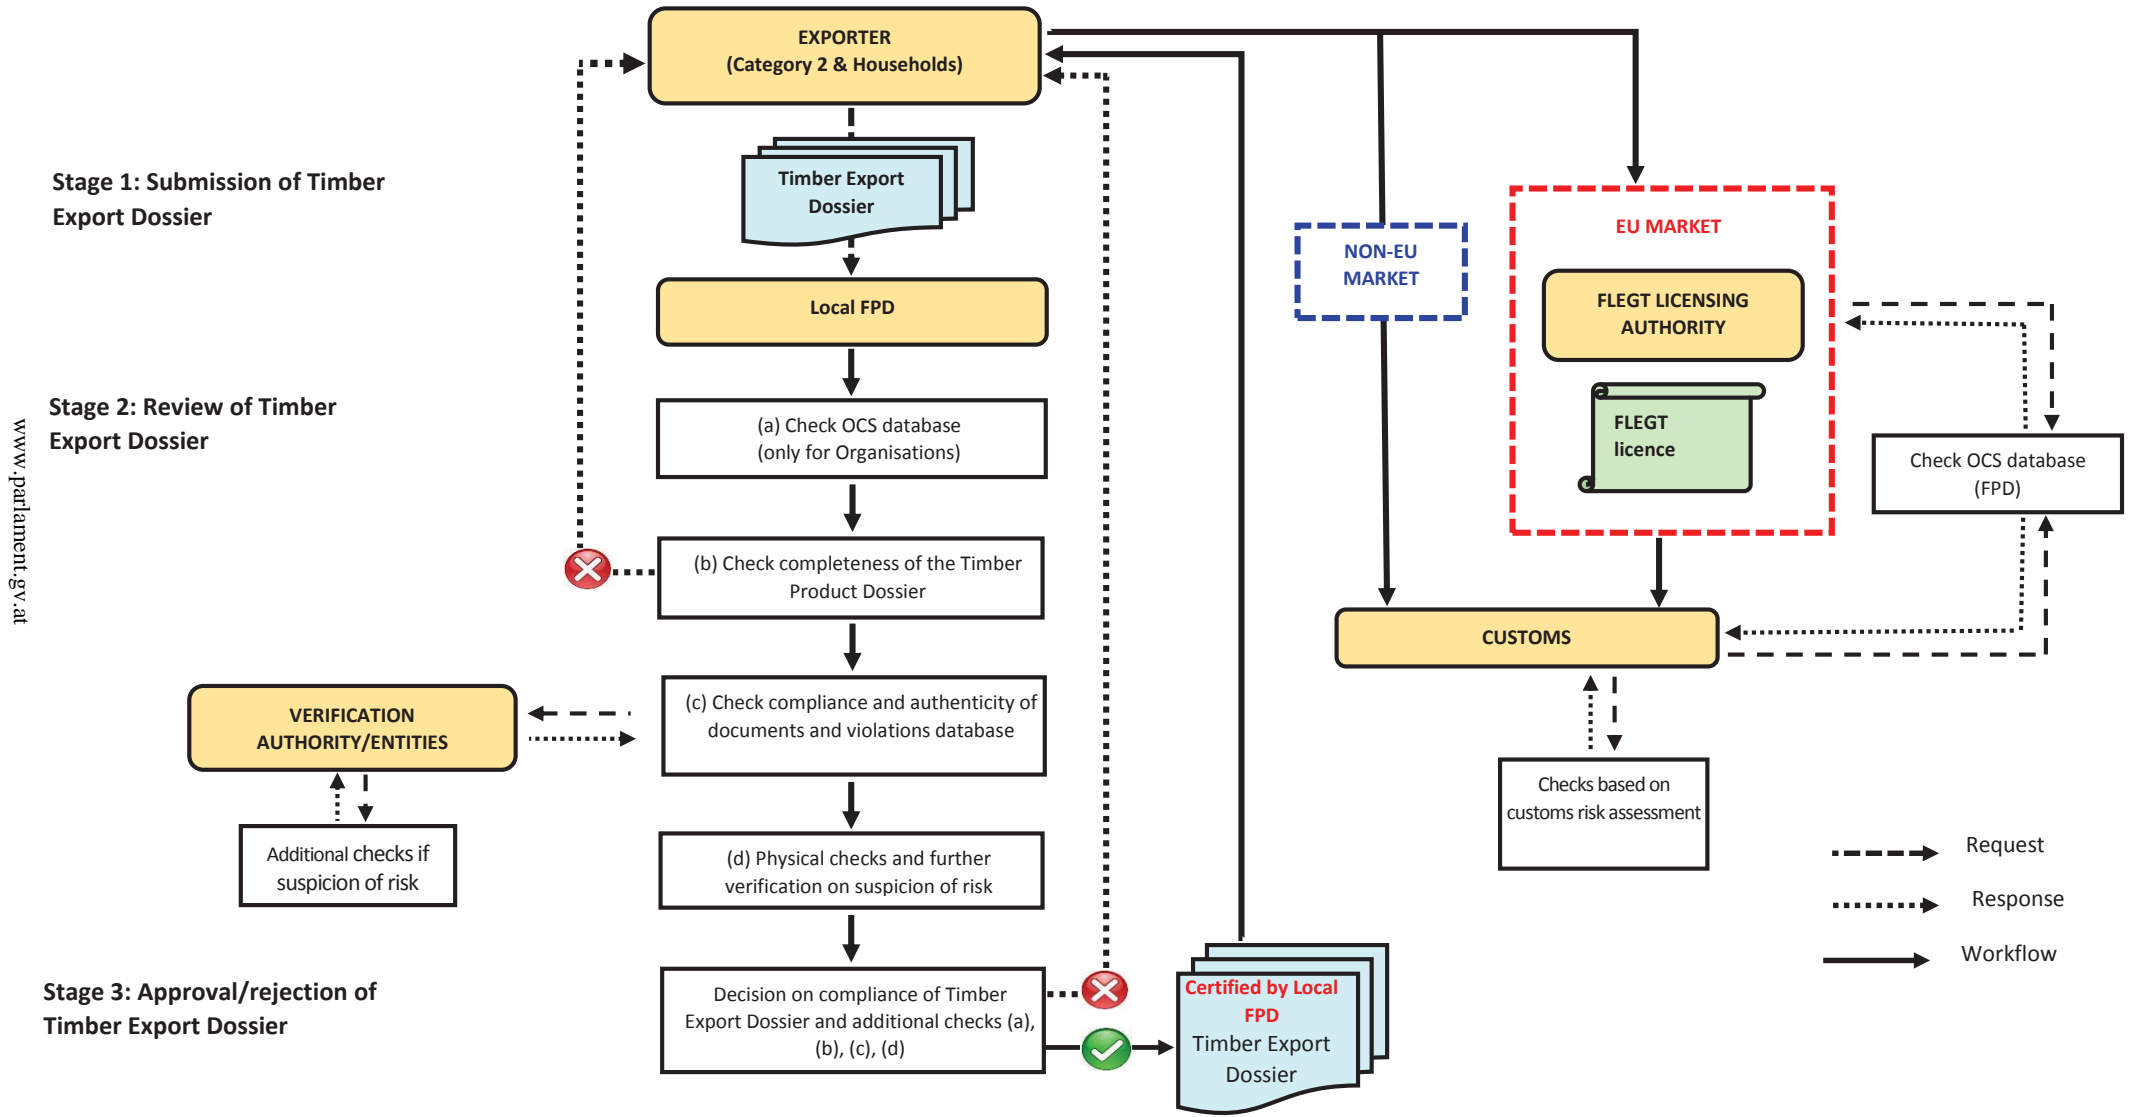 EXPORTER
(Category 2 & Households)
Stage 1: Submission of Timber
Export Dossier
Timber Export
Dossier
EU MARKET
NON-EU
MARKET
Local FPD
FLEGT LICENSING
AUTHORITY
Stage 2: Review of Timber
Export Dossier
(a) Check OCS database
(only for Organisations)
FLEGT
licence
Check OCS database
(FPD)
www.parlament.gv.at
(b) Check completeness of the Timber
Product Dossier
CUSTOMS
VERIFICATION
AUTHORITY/ENTITIES
(c) Check compliance and authenticity of
documents and violations database
Checks based on
customs risk assessment
Additional checks if
suspicion of risk
(d) Physical checks and further
verification on suspicion of risk
Request
Response
Workflow
Stage 3: Approval/rejection of
Timber Export Dossier
Decision on compliance of Timber
Export Dossier and additional checks (a),
(b), (c), (d)
Certified by Local
FPD
Timber Export
Dossier